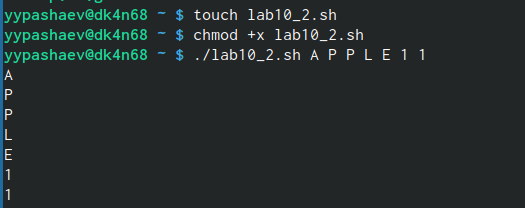 yypashaev@dk4n68 ~ $ touch lab10_2.sh
yypashaev@dk4n68 ~ $ chmod +x lab10_2.sh
yypashaev@dk4n68 ~ $ ./lab10_2.sh A P P L E 1 1
A
P
P
L
E
1
1